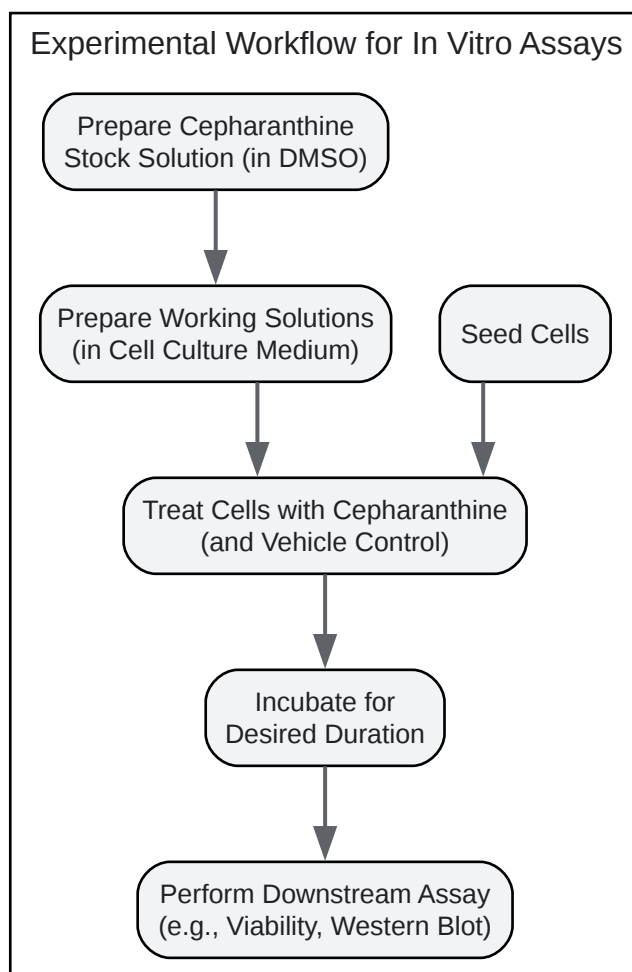 Experimental Workflow for In Vitro Assays
Prepare Cepharanthine
Stock Solution (in DMSO)
Prepare Working Solutions
(in Cell Culture Medium)
Seed Cells
Treat Cells with Cepharanthine
(and Vehicle Control)
Incubate for
Desired Duration
Perform Downstream Assay
(e.g., Viability, Western Blot)